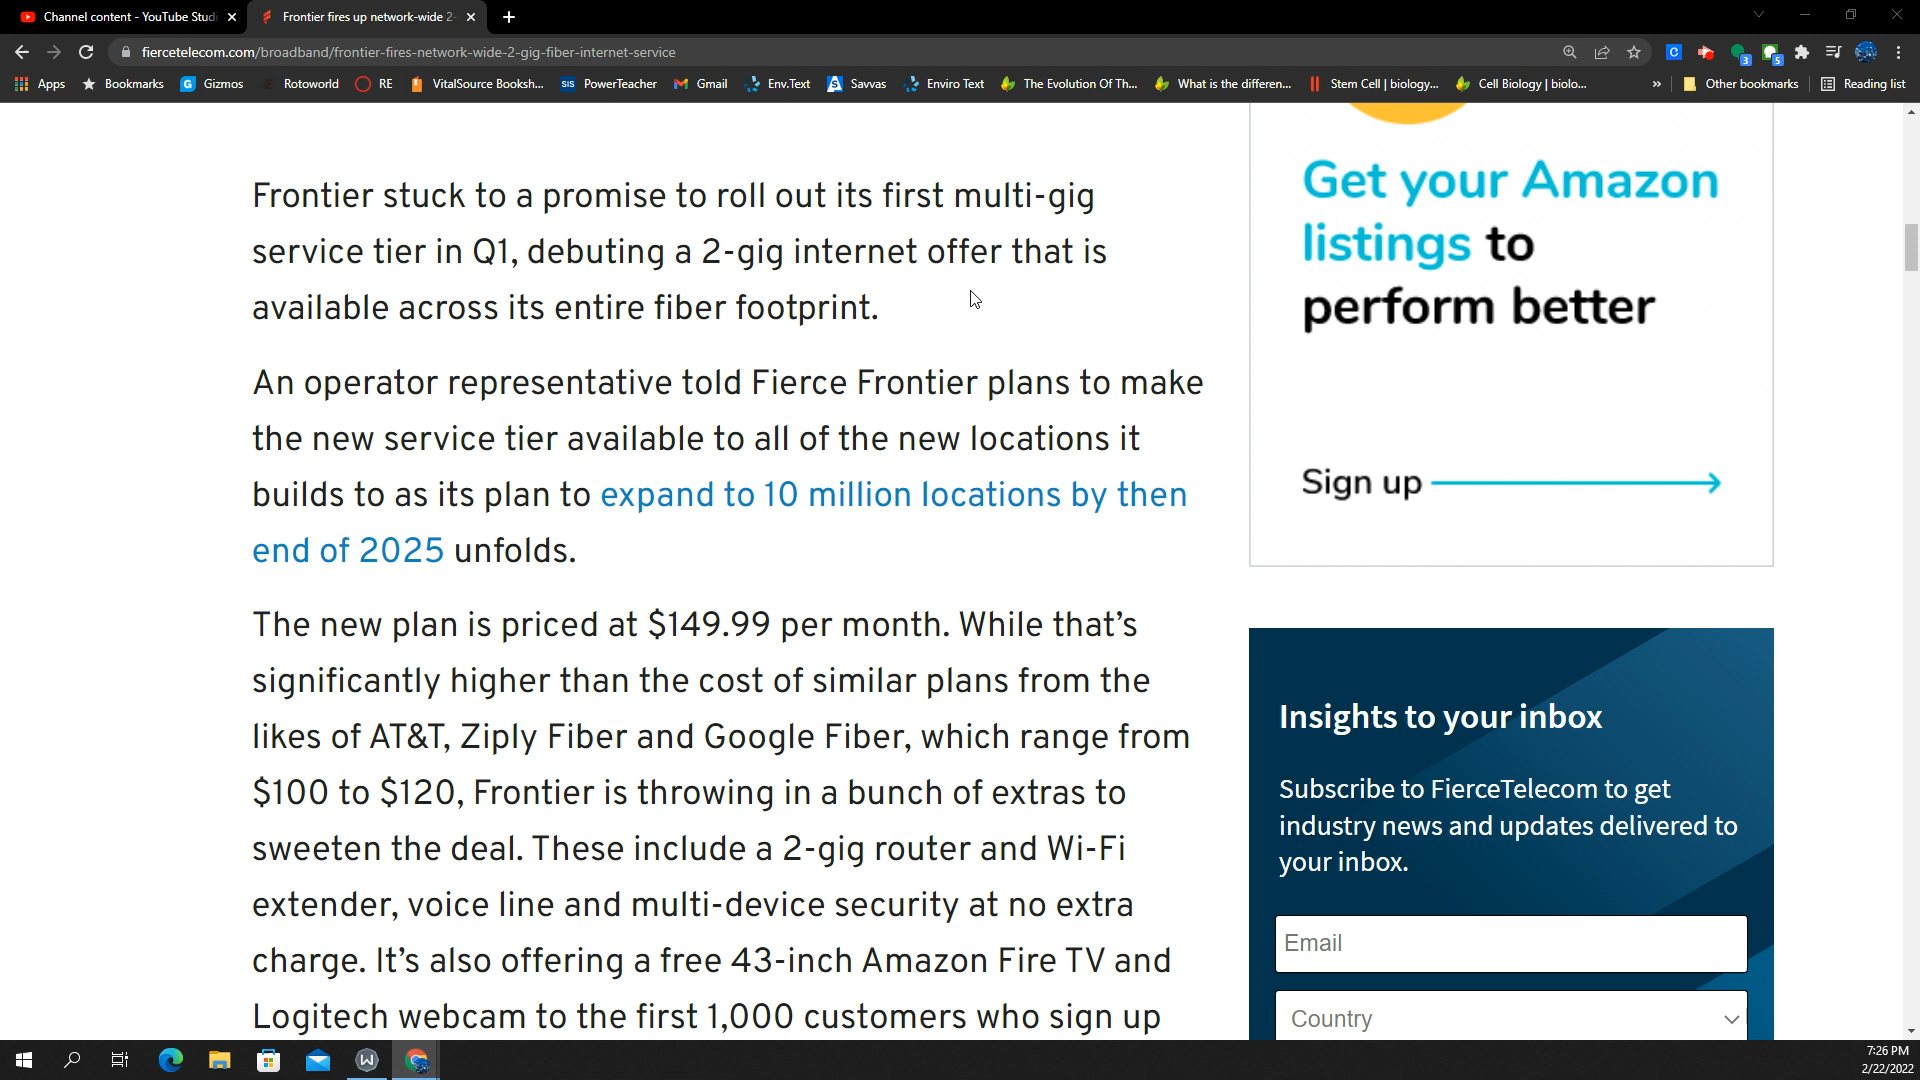 Channel content - YouTube Studi
Frontier fires up network-wide 2-
fiercetelecom.com/broadband/frontier-fires-network-wide-2-gig-fiber-internet-service
C
3
5
Apps
Bookmarks
G Gizmos
Rotoworld
RE
VitalSource Booksh...
SIS PowerTeacher
Gmail
Env.Text
S Savvas
Enviro Text
The Evolution Of Th...
What is the differen...
Stem Cell | biology...
Cell Biology | biolo...
»
Other bookmarks
Reading list
Frontier stuck to a promise to roll out its first multi-gig
service tier in Q1, debuting a 2-gig internet offer that is
available across its entire fiber footprint.
An operator representative told Fierce Frontier plans to make
the new service tier available to all of the new locations it
builds to as its plan to expand to 10 million locations by then
end of 2025 unfolds.
The new plan is priced at $149.99 per month. While that’s
significantly higher than the cost of similar plans from the
likes of AT&T, Ziply Fiber and Google Fiber, which range from
$100 to $120, Frontier is throwing in a bunch of extras to
sweeten the deal. These include a 2-gig router and Wi-Fi
extender, voice line and multi-device security at no extra
charge. It’s also offering a free 43-inch Amazon Fire TV and
Logitech webcam to the first 1,000 customers who sign up
Get your Amazon
listings to
perform better
Sign up
Insights to your inbox
Subscribe to FierceTelecom to get
industry news and updates delivered to
your inbox.
Email
Country
W
7:26 PM
2/22/2022